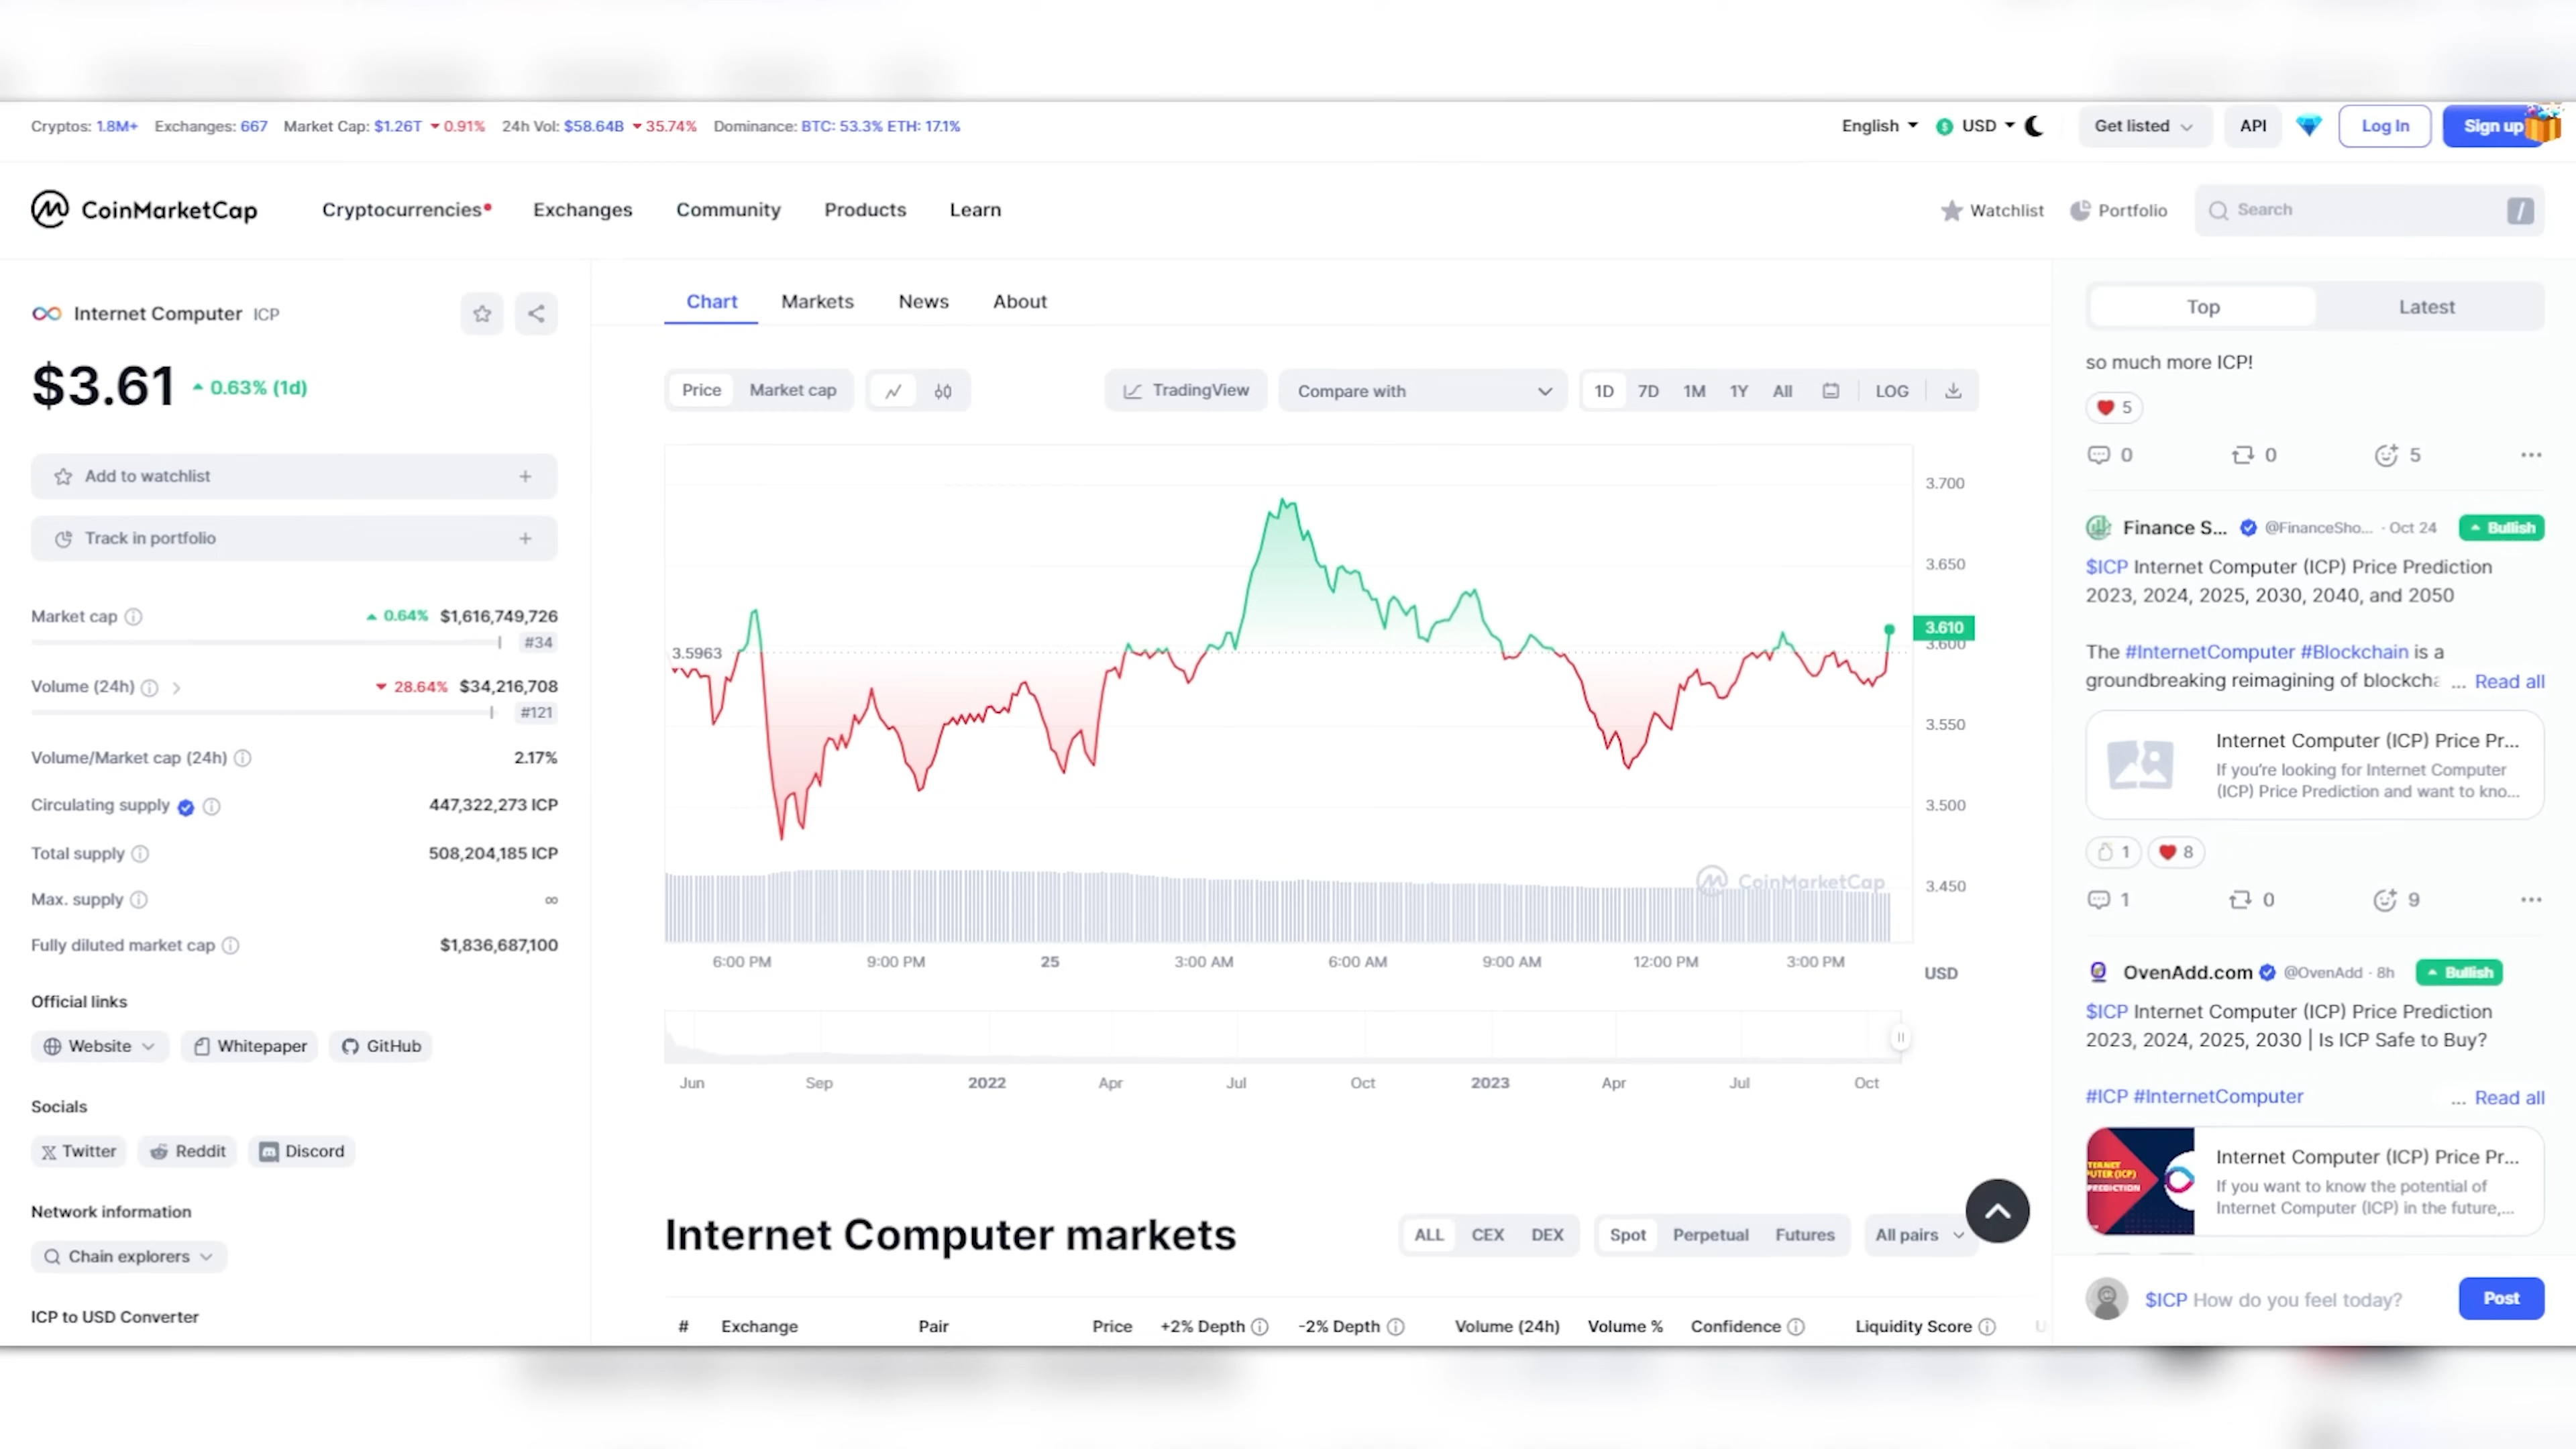 Cryptos: 1.8M+ Exchanges: 667 Market Cap: $1.26T 0.91% 24h Vol: $58.64B 35.74% Dominance: BTC: 53.3% ETH: 17.1%
English USD Get listed API Log In Sign up
CoinMarketCap Cryptocurrencies Exchanges Community Products Learn Watchlist Portfolio Search /
Internet Computer ICP
$3.61 0.63% (1d)
Add to watchlist +
Track in portfolio +
Market cap 0.64% $1,616,749,726
#34
Volume (24h) 28.64% $34,216,708
#121
Volume/Market cap (24h) 2.17%
Circulating supply 447,322,273 ICP
Total supply 508,204,185 ICP
Max. supply ∞
Fully diluted market cap $1,836,687,100
Official links
Website Whitepaper GitHub
Socials
Twitter Reddit Discord
Network information
Chain explorers
ICP to USD Converter
Chart Markets News About
Price Market cap TradingView Compare with 1D 7D 1M 1Y All LOG
3.700
3.650
3.610
3.600
3.5963
3.550
3.500
3.450
CoinMarketCap
6:00 PM 9:00 PM 25 3:00 AM 6:00 AM 9:00 AM 12:00 PM 3:00 PM
USD
Jun Sep 2022 Apr Jul Oct 2023 Apr Jul Oct
Internet Computer markets ALL CEX DEX Spot Perpetual Futures All pairs
# Exchange Pair Price +2% Depth -2% Depth Volume (24h) Volume % Confidence Liquidity Score
Top Latest
so much more ICP!
5
0 0 5 ...
Finance S... @FinanceSho... · Oct 24 Bullish
$ICP Internet Computer (ICP) Price Prediction
2023, 2024, 2025, 2030, 2040, and 2050
The #InternetComputer #Blockchain is a
groundbreaking reimagining of blockcha ... Read all
Internet Computer (ICP) Price Pr...
If you're looking for Internet Computer
(ICP) Price Prediction and want to kno...
1 8
1 0 9 ...
OvenAdd.com @OvenAdd · 8h Bullish
$ICP Internet Computer (ICP) Price Prediction
2023, 2024, 2025, 2030 | Is ICP Safe to Buy?
#ICP #InternetComputer ... Read all
TERNET
PUTER (ICP)
PREDICTION
Internet Computer (ICP) Price Pr...
If you want to know the potential of
Internet Computer (ICP) in the future,...
$ICP How do you feel today? Post